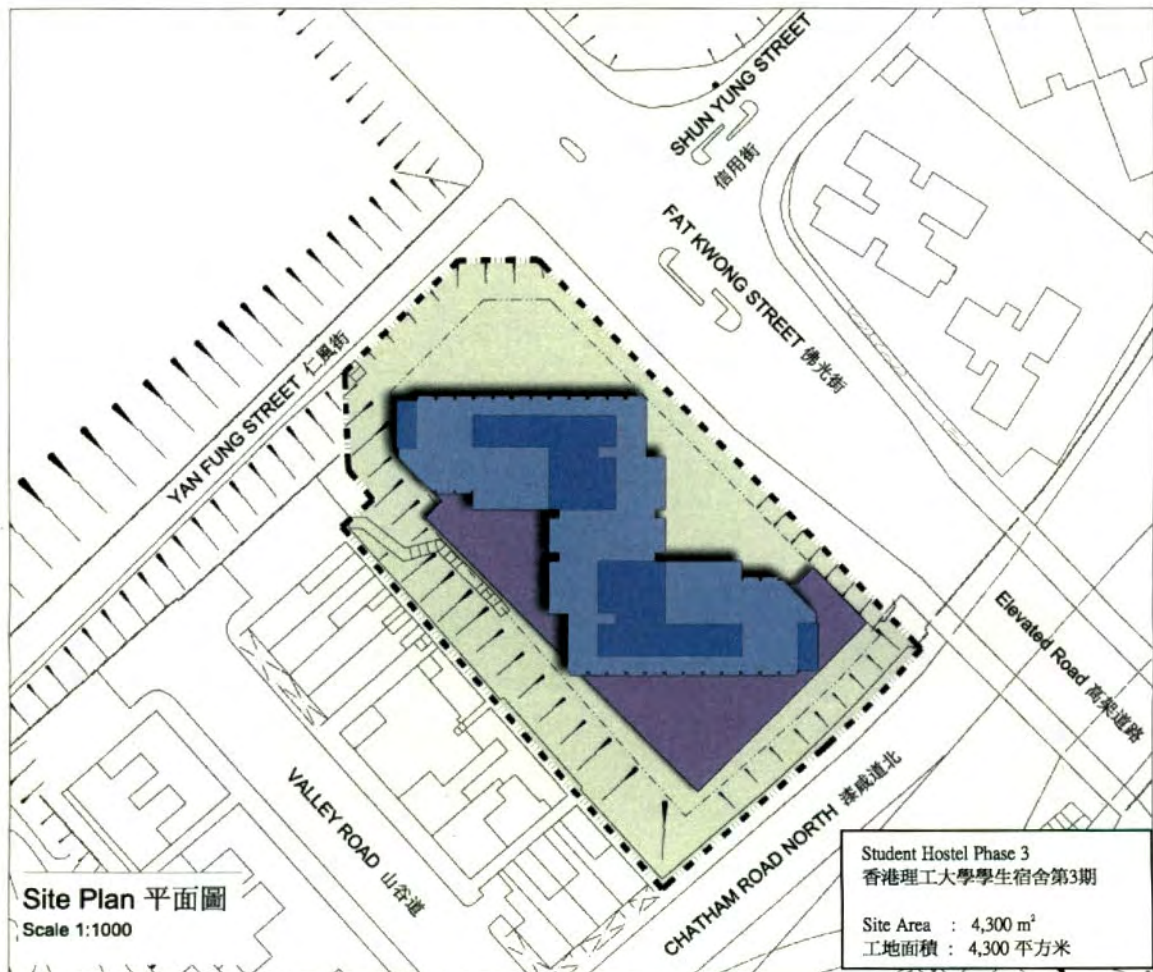 SHUN YUNG STREET
信用街
FAT KWONG STREET 佛光街
YAN FUNG STREET 仁風街
Elevated Road 高架道路
VALLEY ROAD 山谷道
CHATHAM ROAD NORTH 漆咸道北
Site Plan 平面圖
Scale 1:1000
Student Hostel Phase 3
香港理工大學學生宿舍第3期
Site Area : 4,300 m²
工地面積 : 4,300 平方米